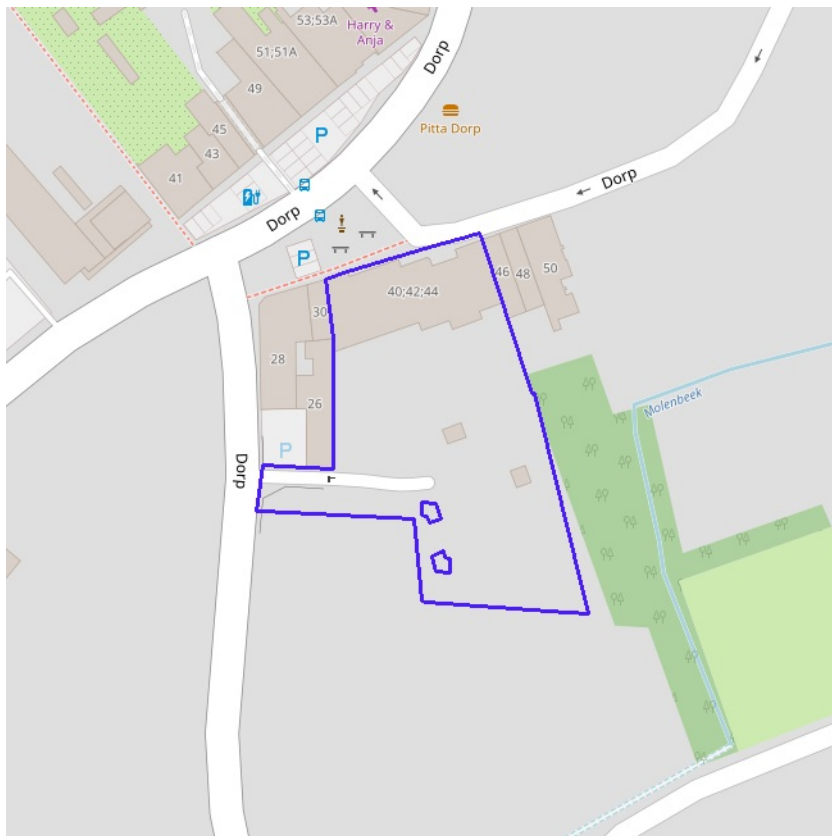 53;53A
Harry &
Anja
51;51A
49
Dorp
45
P
Pitta Dorp
43
41
Dorp
Dorp
P
46
48
50
40;42;44
30
28
26
Molenbeek
P
Dorp